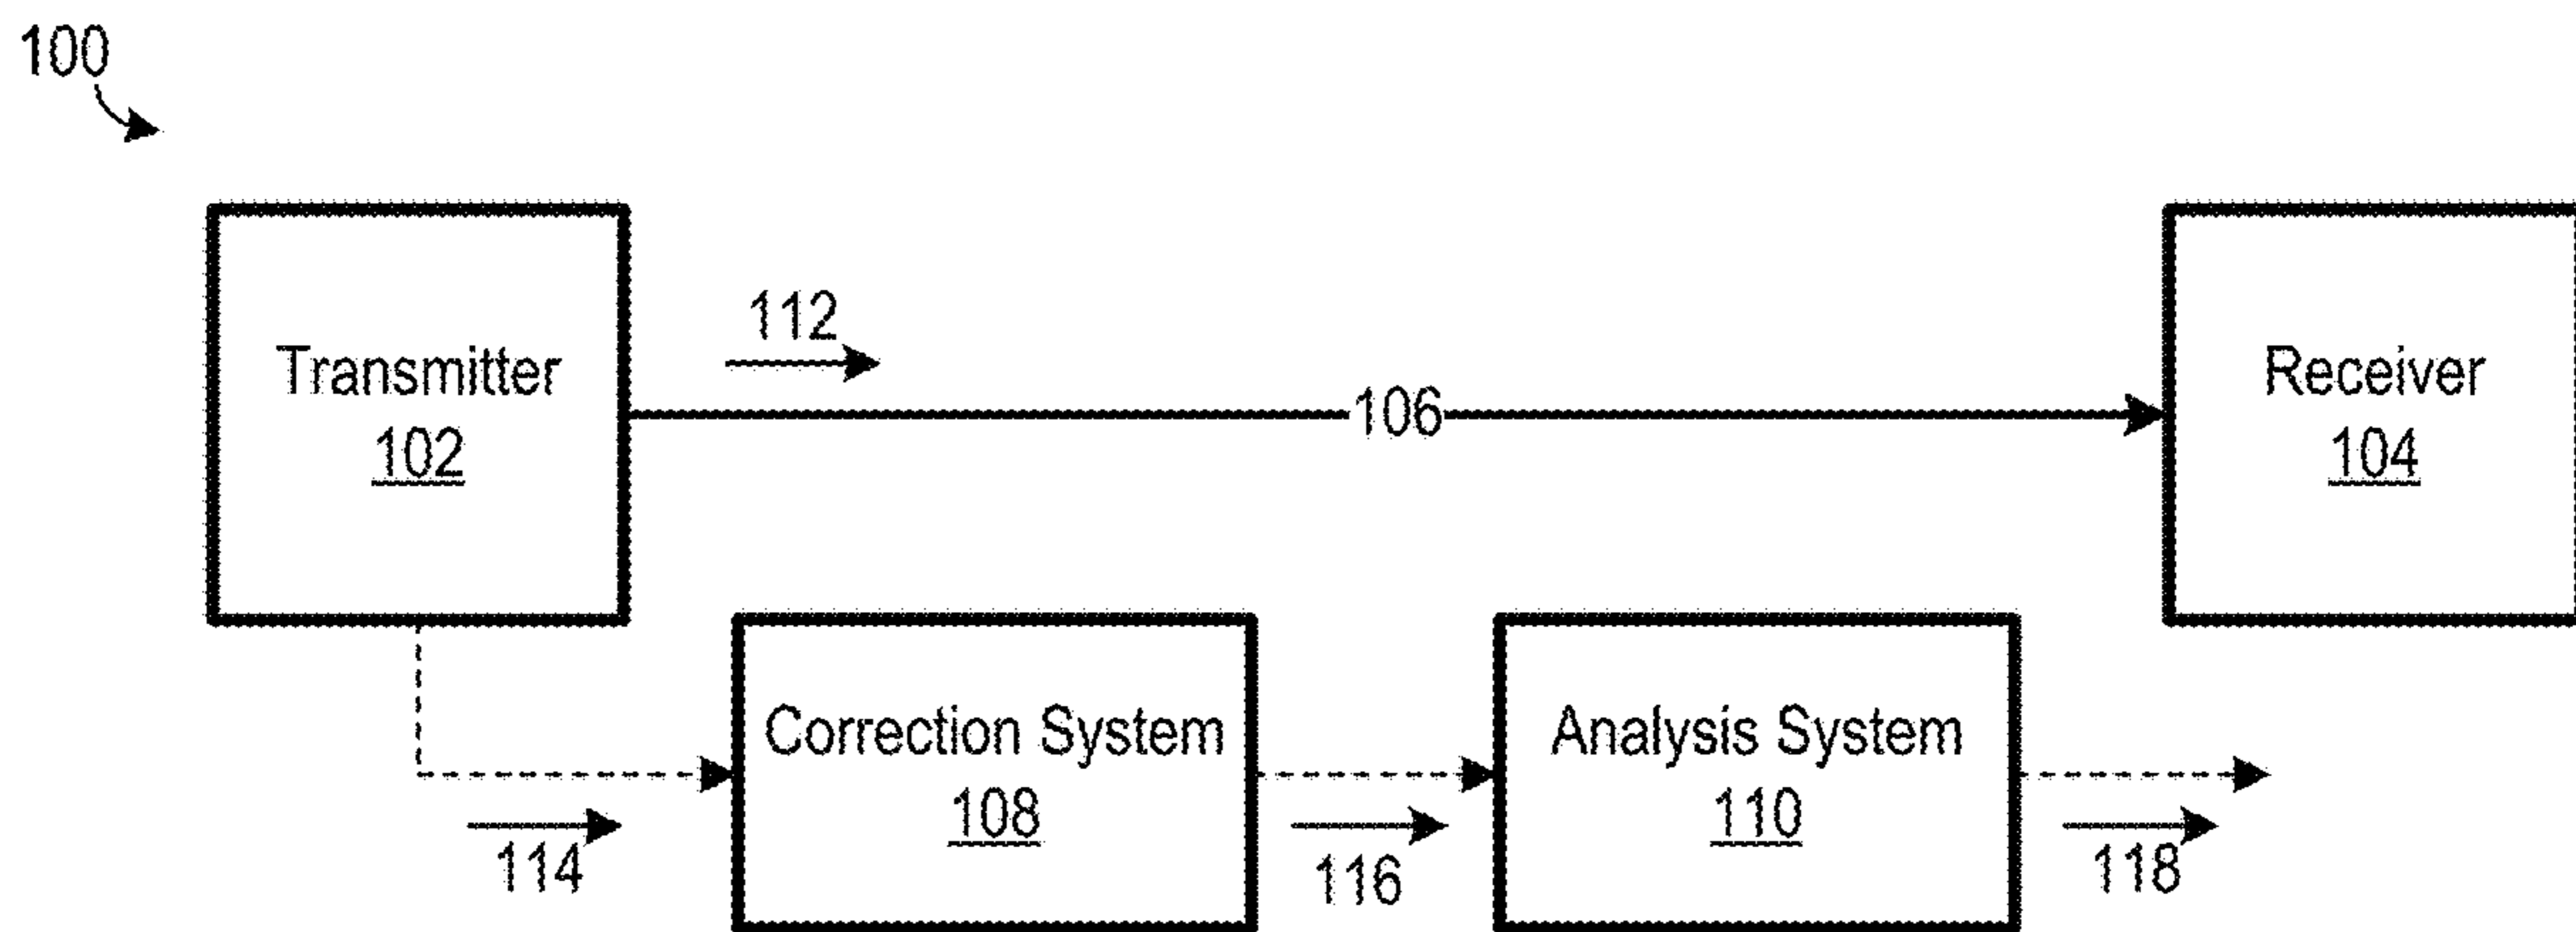 100
112
Transmitter
102
106
Receiver
104
Correction System
108
Analysis System
110
114
116
118